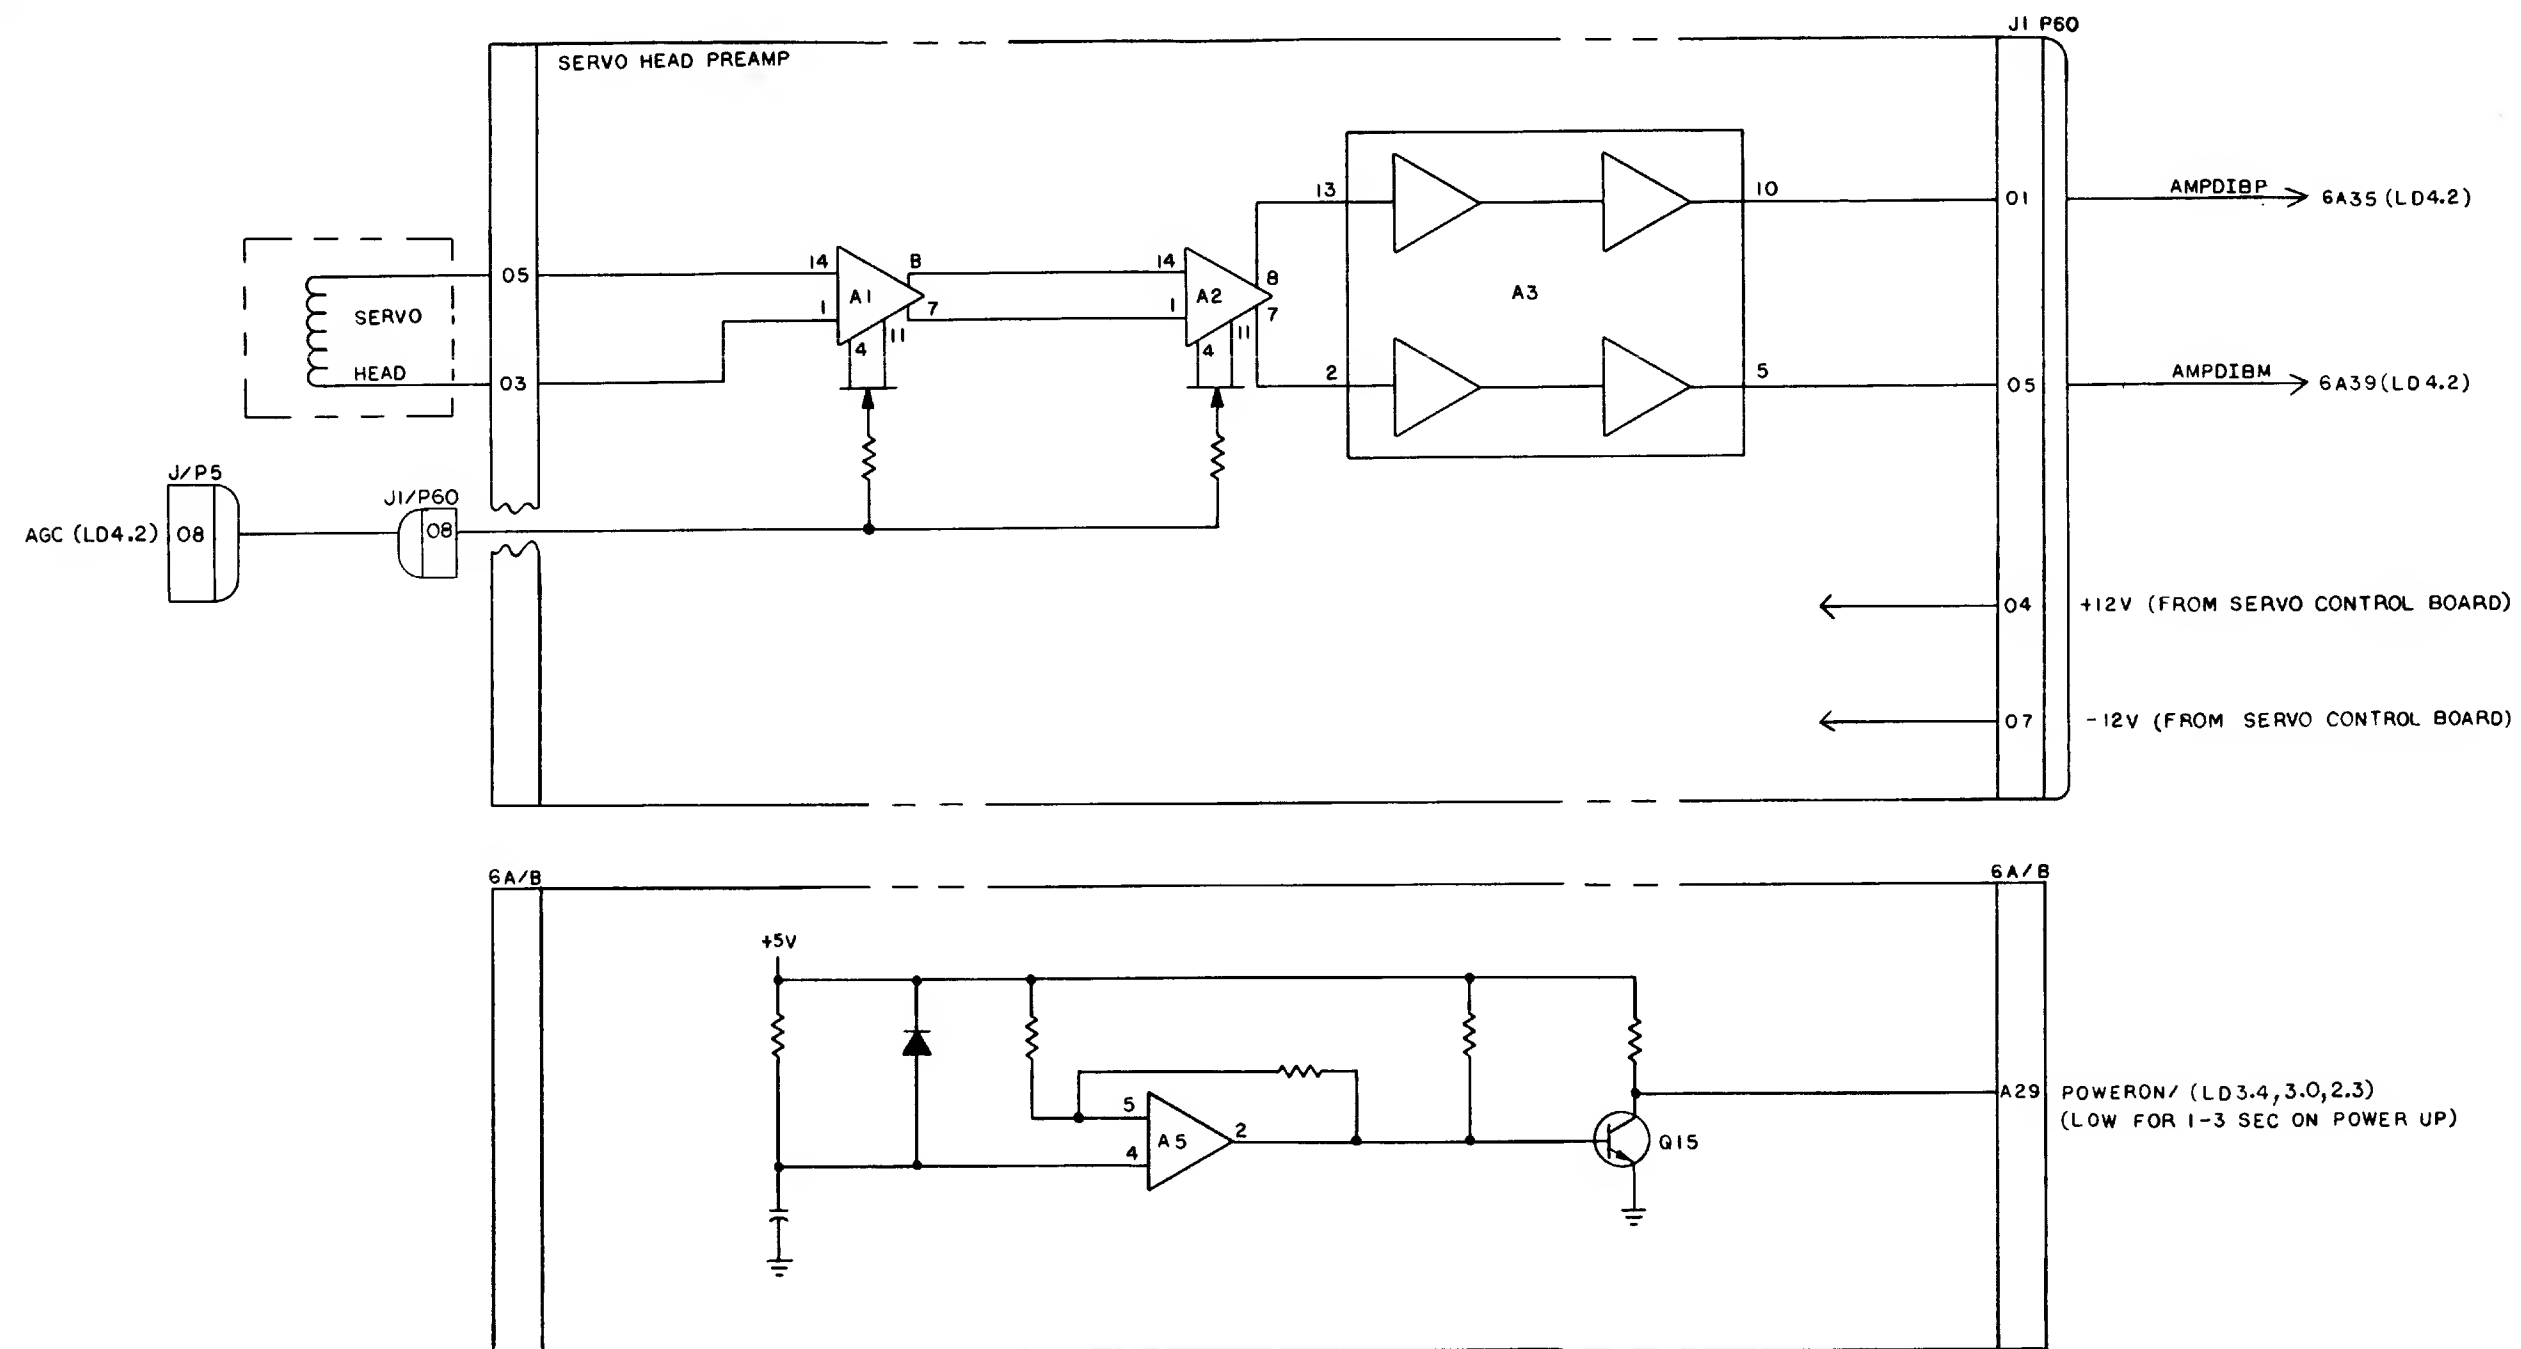 J1 P60
SERVO HEAD PREAMP
13
10
01
AMPDIBP
6A35 (LD4.2)
05
14
8
14
8
A1
A2
A3
SERVO
1
7
1
7
11
11
4
4
HEAD
03
2
5
05
AMPDIBM
6A39 (LD4.2)
J/P5
J1/P60
AGC (LD4.2)
08
08
04
+12V (FROM SERVO CONTROL BOARD)
07
-12V (FROM SERVO CONTROL BOARD)
6A/B
6A/B
+5V
5
A5
2
4
Q15
A29
POWERON/ (LD3.4,3.0,2.3)
(LOW FOR 1-3 SEC ON POWER UP)